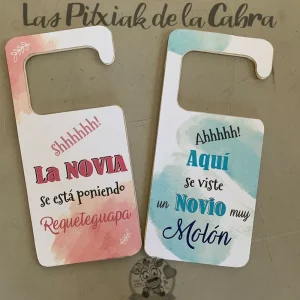 Las Pitxiak de la Cabra
Shhhhhh!
La NOVIA
se está poniendo
Requeteguapa
Ahhhhh!
Aquí
se viste
un Novio muy
Molón